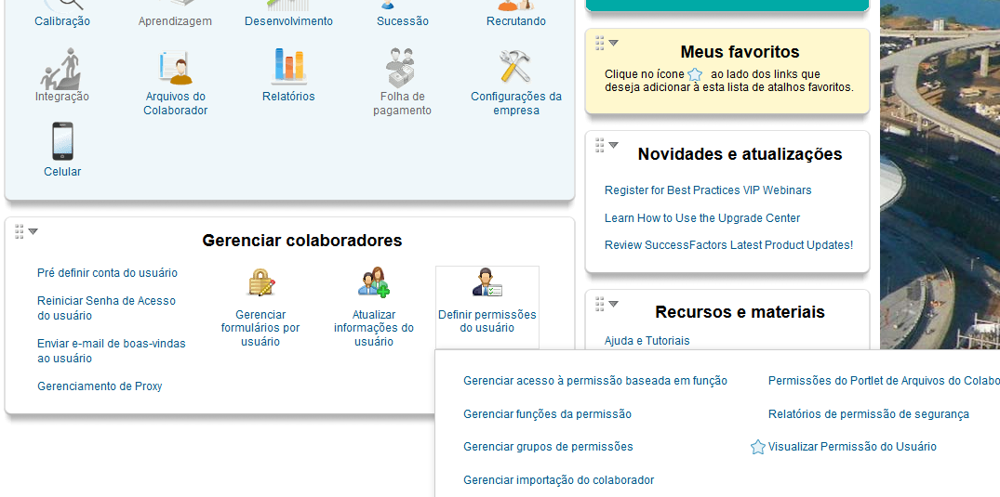 Calibração
Aprendizagem
Desenvolvimento
Sucessão
Recrutando
Integração
Arquivos do
Colaborador
Relatórios
Folha de
pagamento
Configurações da
empresa
Celular
Meus favoritos
Clique no ícone ao lado dos links que
deseja adicionar à esta lista de atalhos favoritos.
Novidades e atualizações
Register for Best Practices VIP Webinars
Learn How to Use the Upgrade Center
Review SuccessFactors Latest Product Updates!
Gerenciar colaboradores
Pré definir conta do usuário
Reiniciar Senha de Acesso
do usuário
Enviar e-mail de boas-vindas
ao usuário
Gerenciamento de Proxy
Gerenciar
formulários por
usuário
Atualizar
informações do
usuário
Definir permissões
do usuário
Recursos e materiais
Ajuda e Tutoriais
Gerenciar acesso à permissão baseada em função
Gerenciar funções da permissão
Gerenciar grupos de permissões
Gerenciar importação do colaborador
Permissões do Portlet de Arquivos do Colabo
Relatórios de permissão de segurança
Visualizar Permissão do Usuário